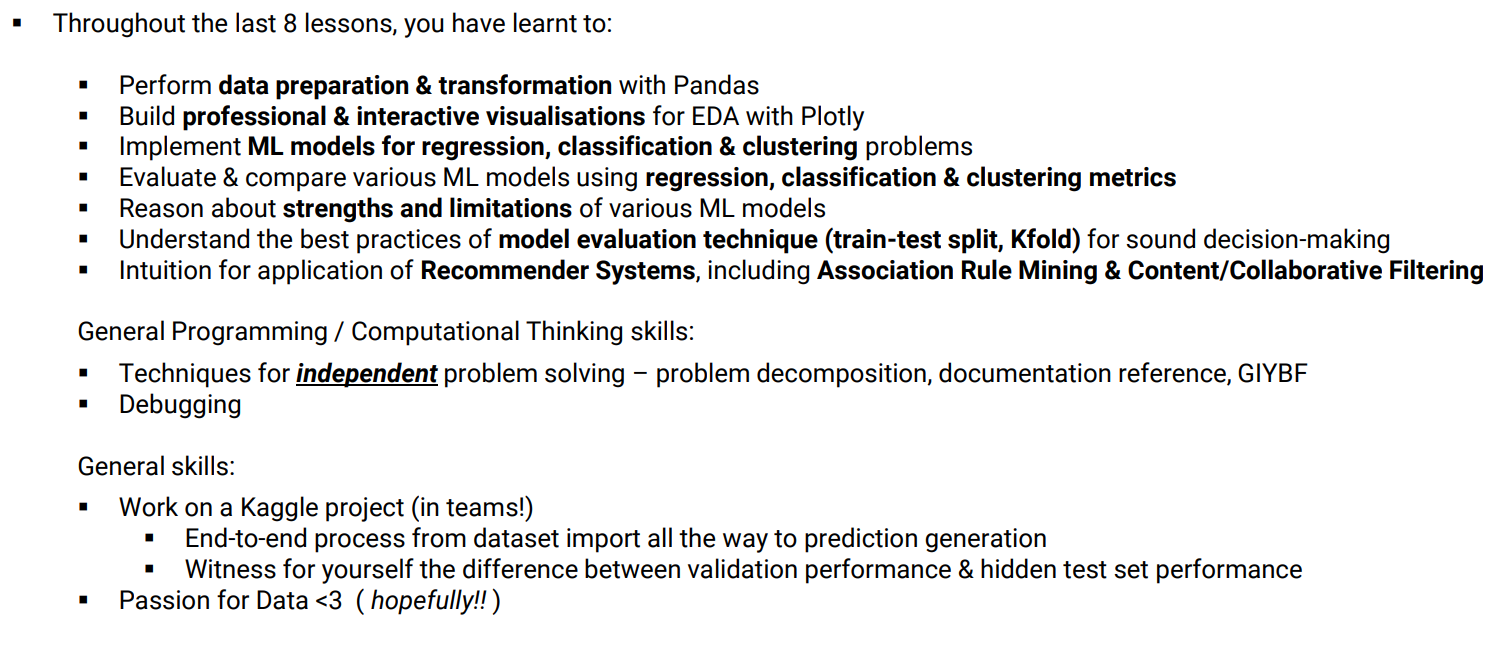 ▪ Throughout the last 8 lessons, you have learnt to:
▪ Perform data preparation & transformation with Pandas
▪ Build professional & interactive visualisations for EDA with Plotly
▪ Implement ML models for regression, classification & clustering problems
▪ Evaluate & compare various ML models using regression, classification & clustering metrics
▪ Reason about strengths and limitations of various ML models
▪ Understand the best practices of model evaluation technique (train-test split, Kfold) for sound decision-making
▪ Intuition for application of Recommender Systems, including Association Rule Mining & Content/Collaborative Filtering
General Programming / Computational Thinking skills:
▪ Techniques for independent problem solving – problem decomposition, documentation reference, GIYBF
▪ Debugging
General skills:
▪ Work on a Kaggle project (in teams!)
▪ End-to-end process from dataset import all the way to prediction generation
▪ Witness for yourself the difference between validation performance & hidden test set performance
▪ Passion for Data <3 ( hopefully!! )